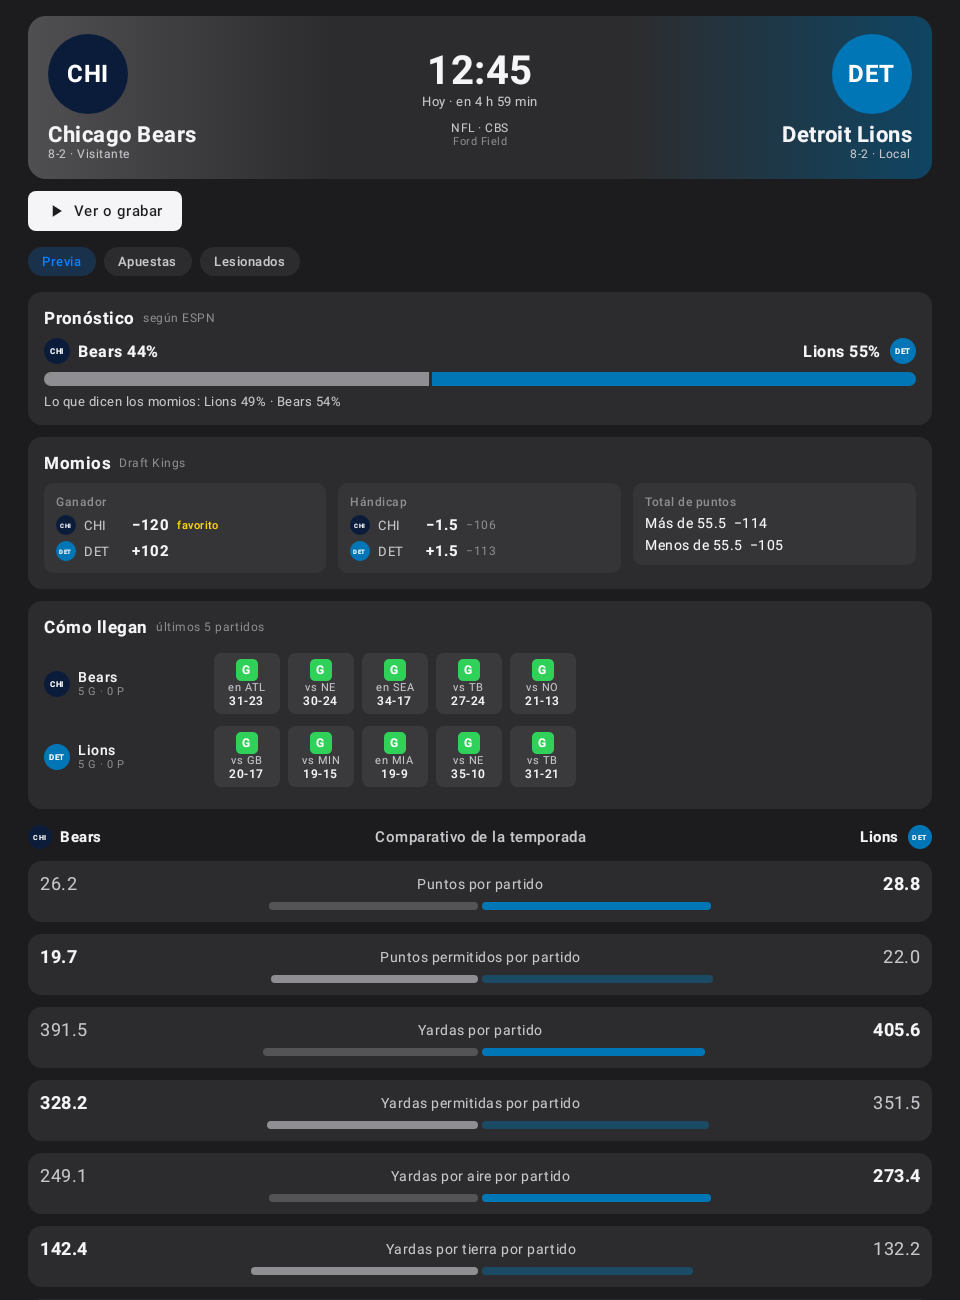 CHI
Chicago Bears
8-2 · Visitante
12:45
Hoy · en 4 h 59 min
NFL · CBS
Ford Field
DET
Detroit Lions
8-2 · Local
Ver o grabar
Previa Apuestas Lesionados
Pronóstico según ESPN
CHI Bears 44% Lions 55% DET
Lo que dicen los momios: Lions 49% · Bears 54%
Momios Draft Kings
Ganador
CHI CHI −120 favorito
DET DET +102
Hándicap
CHI CHI −1.5 −106
DET DET +1.5 −113
Total de puntos
Más de 55.5 −114
Menos de 55.5 −105
Cómo llegan últimos 5 partidos
CHI Bears
5 G · 0 P
G G G G G
en ATL vs NE en SEA vs TB vs NO
31-23 30-24 34-17 27-24 21-13
DET Lions
5 G · 0 P
G G G G G
vs GB vs MIN en MIA vs NE vs TB
20-17 19-15 19-9 35-10 31-21
CHI Bears Comparativo de la temporada Lions DET
26.2 Puntos por partido 28.8
19.7 Puntos permitidos por partido 22.0
391.5 Yardas por partido 405.6
328.2 Yardas permitidas por partido 351.5
249.1 Yardas por aire por partido 273.4
142.4 Yardas por tierra por partido 132.2